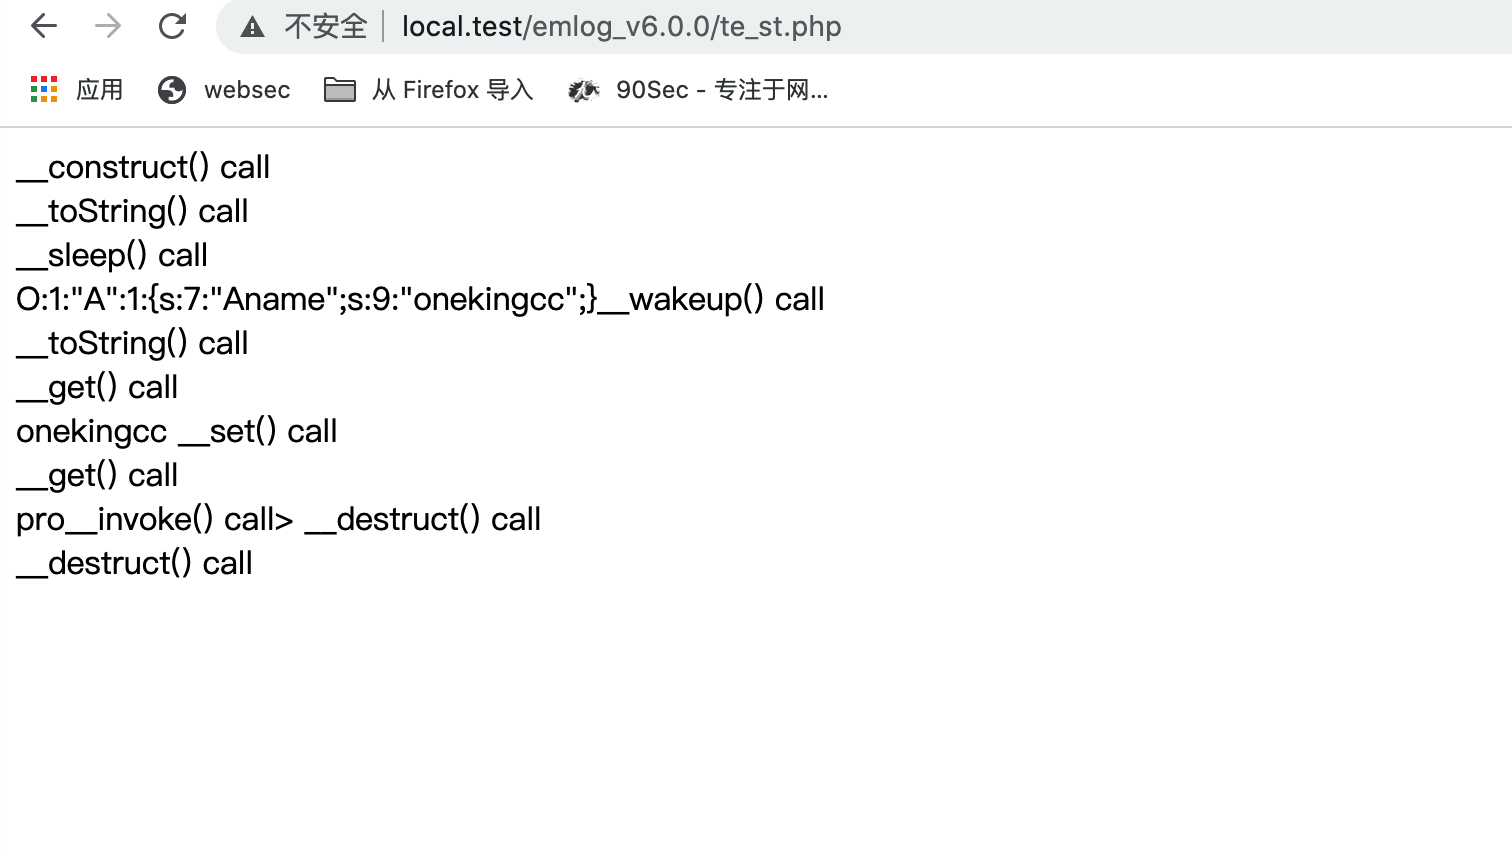 不安全 local.test/emlog_v6.0.0/te_st.php
应用 websec 从 Firefox 导入 90Sec - 专注于网...
__construct() call
__toString() call
__sleep() call
O:1:"A":1:{s:7:"Aname";s:9:"onekingcc";}__wakeup() call
__toString() call
__get() call
onekingcc __set() call
__get() call
pro__invoke() call> __destruct() call
__destruct() call